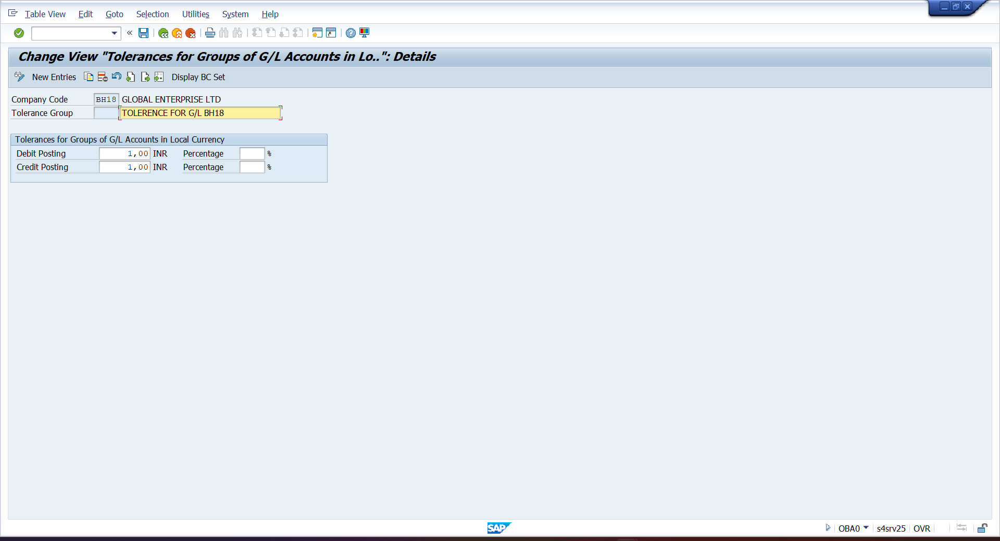 Table View Edit Goto Selection Utilities System Help
«
Change View "Tolerances for Groups of G/L Accounts in Lo..": Details
New Entries Display BC Set
Company Code BH18 GLOBAL ENTERPRISE LTD
Tolerance Group TOLERENCE FOR G/L BH18
Tolerances for Groups of G/L Accounts in Local Currency
Debit Posting 1,00 INR Percentage %
Credit Posting 1,00 INR Percentage %
SAP OBA0 s4srv25 OVR